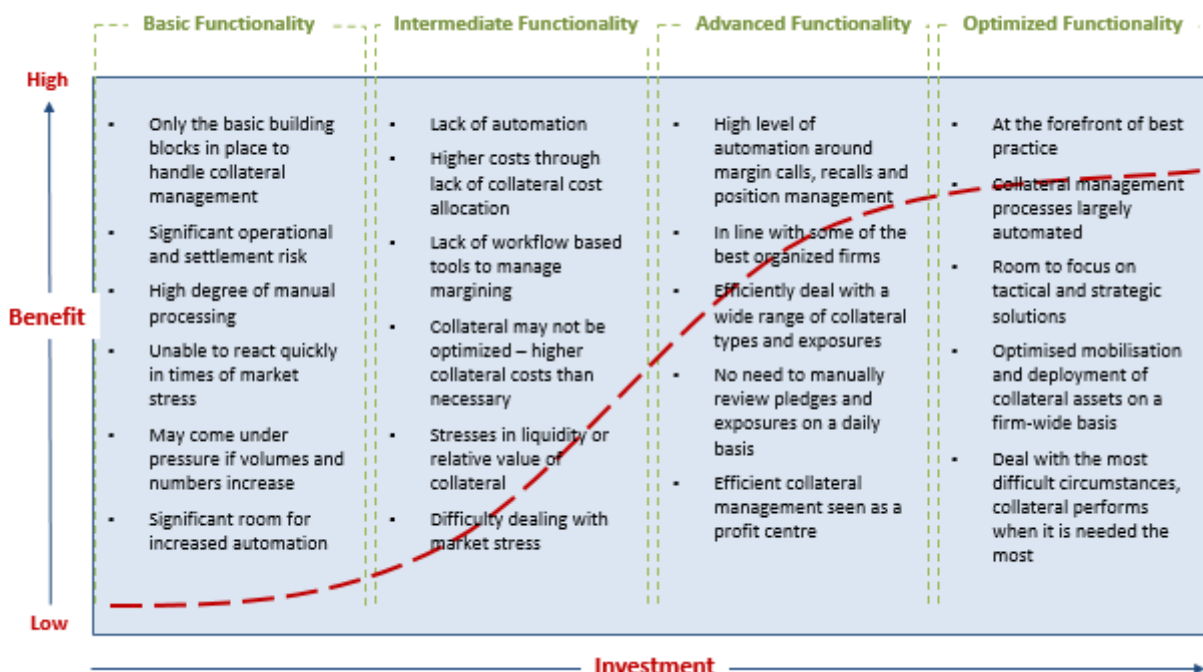 Basic Functionality
Intermediate Functionality
Advanced Functionality
Optimized Functionality
High
Benefit
Low
▪ Only the basic building
blocks in place to
handle collateral
management
▪ Significant operational
and settlement risk
▪ High degree of manual
processing
▪ Unable to react quickly
in times of market
stress
▪ May come under
pressure if volumes and
numbers increase
▪ Significant room for
increased automation
▪ Lack of automation
▪ Higher costs through
lack of collateral cost
allocation
▪ Lack of workflow based
tools to manage
margining
▪ Collateral may not be
optimized – higher
collateral costs than
necessary
▪ Stresses in liquidity or
relative value of
collateral
▪ Difficulty dealing with
market stress
▪ High level of
automation around
margin calls, recalls and
position management
▪ In line with some of the
best organized firms
▪ Efficiently deal with a
wide range of collateral
types and exposures
▪ No need to manually
review pledges and
exposures on a daily
basis
▪ Efficient collateral
management seen as a
profit centre
▪ At the forefront of best
practice
▪ Collateral management
processes largely
automated
▪ Room to focus on
tactical and strategic
solutions
▪ Optimised mobilisation
and deployment of
collateral assets on a
firm-wide basis
▪ Deal with the most
difficult circumstances,
collateral performs
when it is needed the
most
Investment